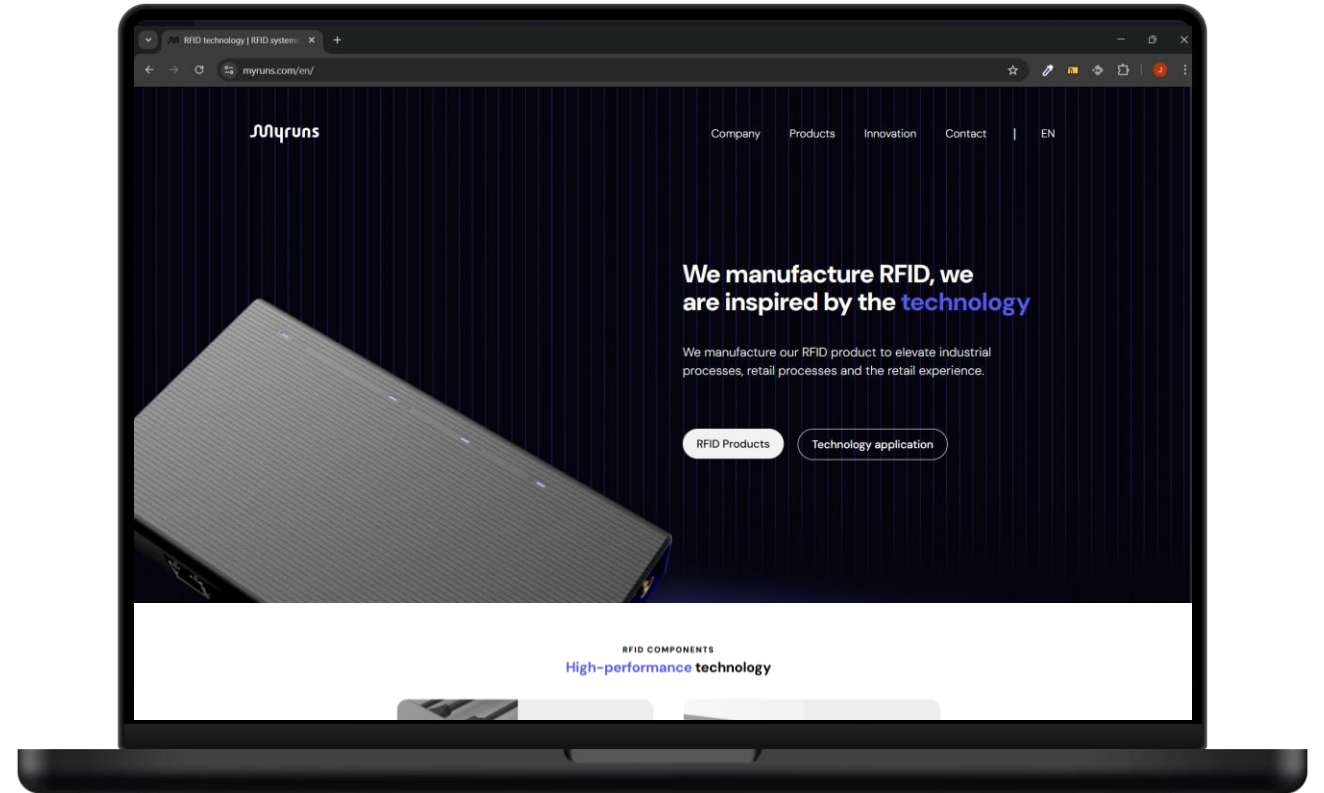 RFID technology | RFID system
myruns.com/en/
Myruns
Company Products Innovation Contact | EN
We manufacture RFID, we
are inspired by the technology
We manufacture our RFID product to elevate industrial
processes, retail processes and the retail experience.
RFID Products Technology application
RFID COMPONENTS
High-performance technology